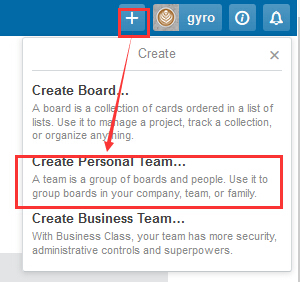 + gyro
Create ×
Create Board...
A board is a collection of cards ordered in a list of
lists. Use it to manage a project, track a collection,
or organize anything.
Create Personal Team...
A team is a group of boards and people. Use it to
group boards in your company, team, or family.
Create Business Team...
With Business Class, your team has more security,
administrative controls and superpowers.